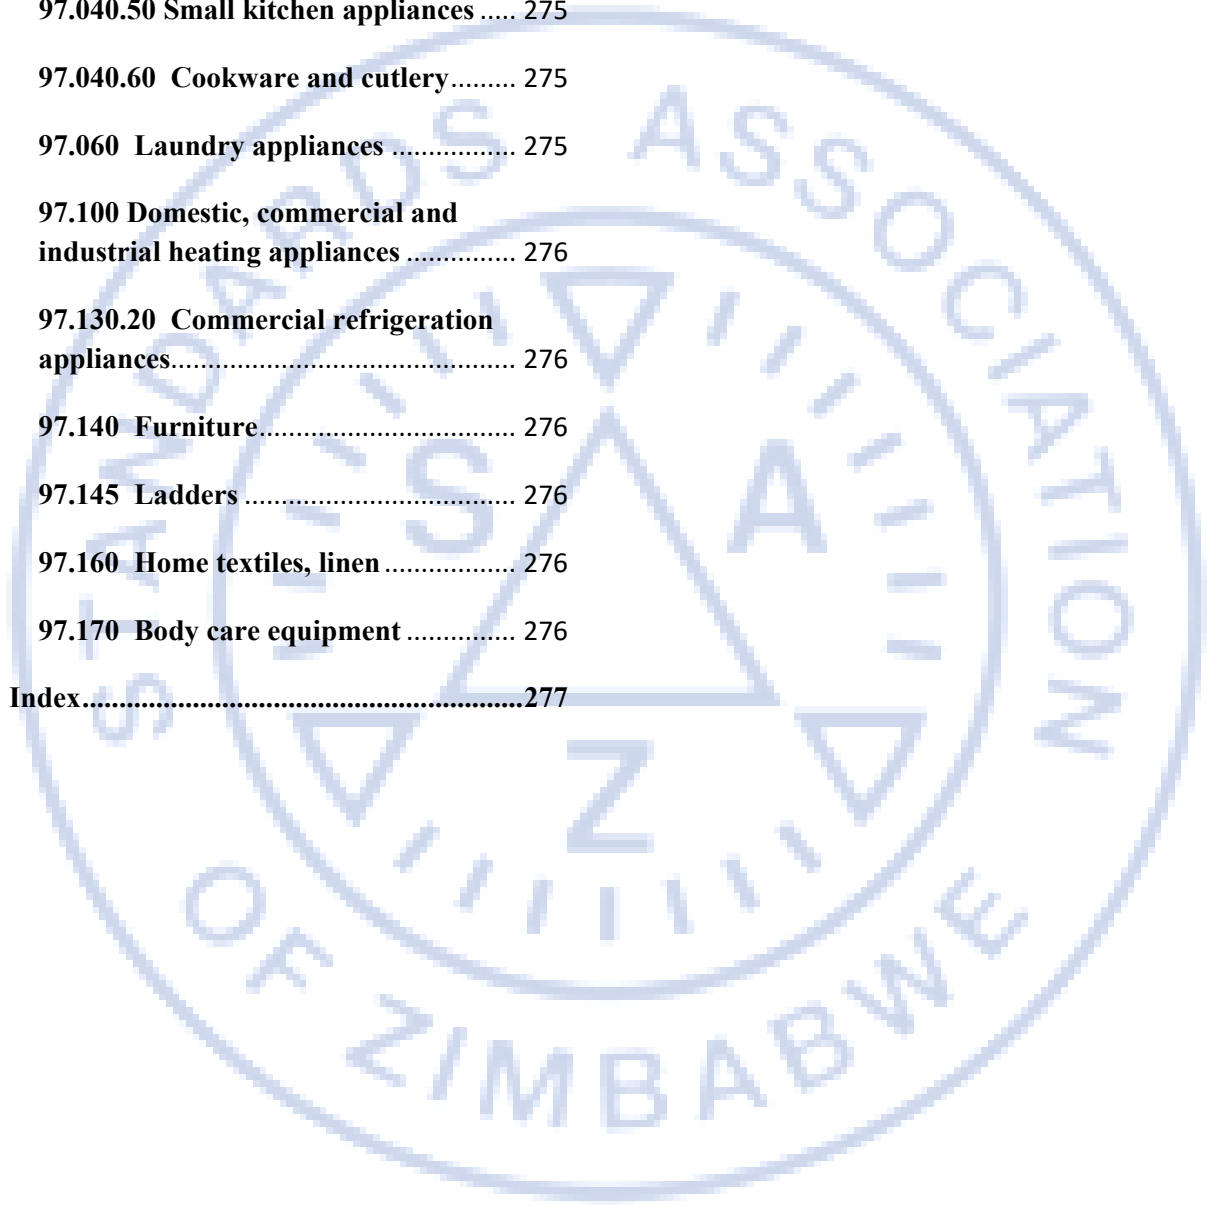 97.040.50 Small kitchen appliances ..... 275
97.040.60  Cookware and cutlery......... 275
97.060  Laundry appliances ................. 275
97.100 Domestic, commercial and
industrial heating appliances ............... 276
97.130.20  Commercial refrigeration
appliances............................................... 276
97.140  Furniture................................... 276
97.145  Ladders ..................................... 276
97.160  Home textiles, linen .................. 276
97.170  Body care equipment ............... 276
Index............................................................277
STANDARDS ASSOCIATION
OF ZIMBABWE
S A
Z